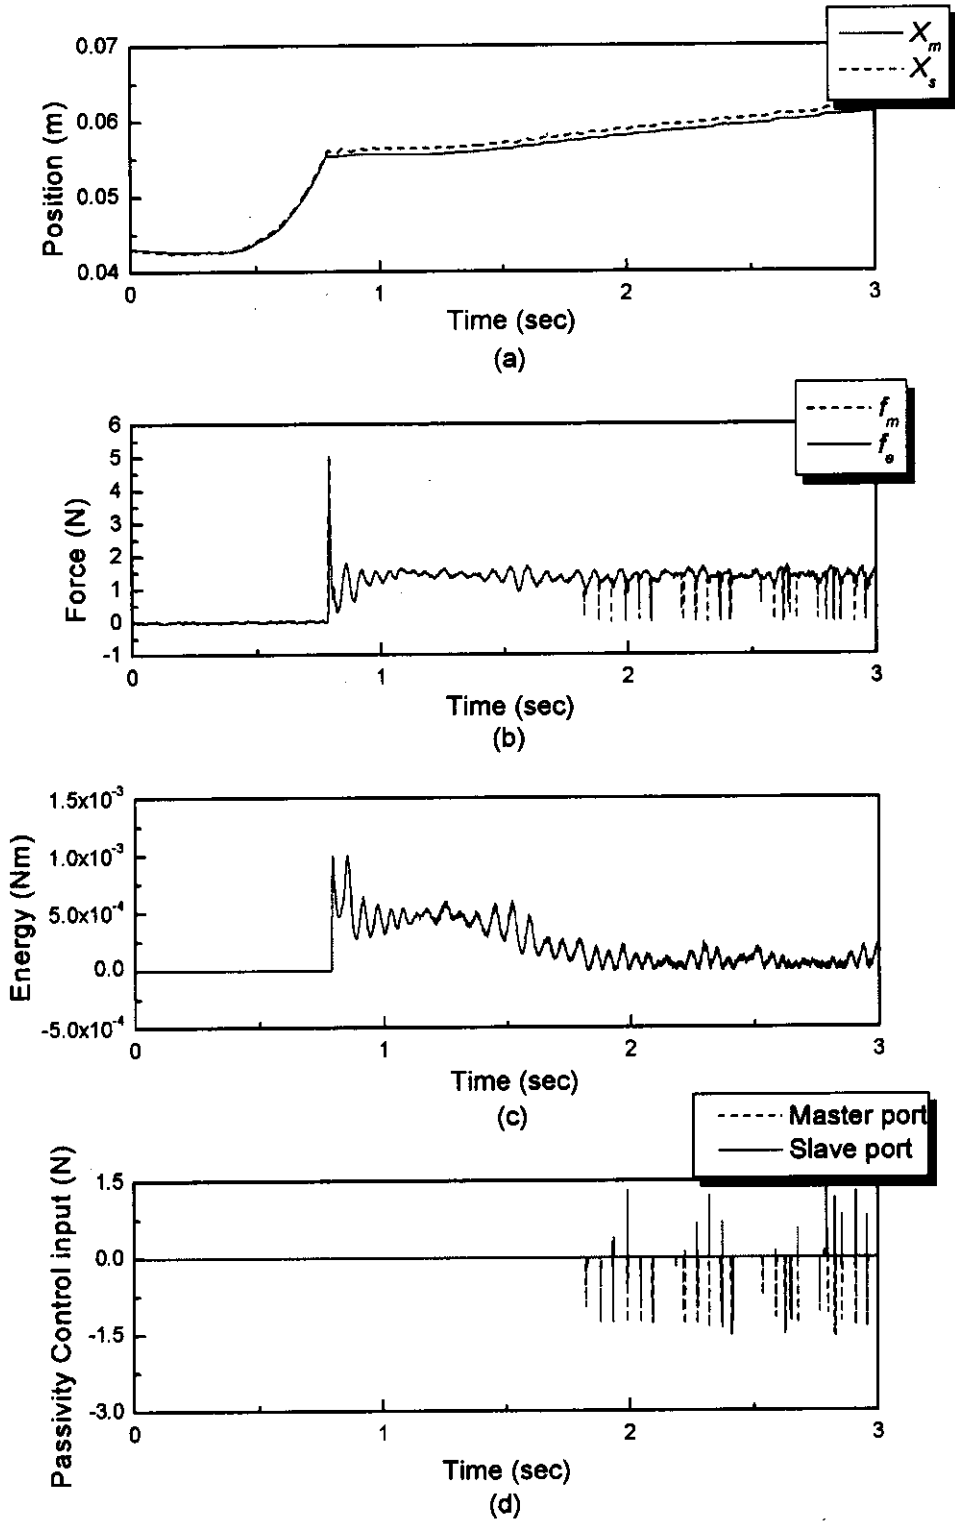 X_m
X_s
0.07
0.06
0.05
0.04
Position (m)
0 1 2 3
Time (sec)
(a)
f_m
f_e
6
5
4
3
2
1
0
-1
Force (N)
0 1 2 3
Time (sec)
(b)
1.5x10^-3
1.0x10^-3
5.0x10^-4
0.0
-5.0x10^-4
Energy (Nm)
0 1 2 3
Time (sec)
(c)
Master port
Slave port
1.5
0.0
-1.5
-3.0
Passivity Control input (N)
0 1 2 3
Time (sec)
(d)